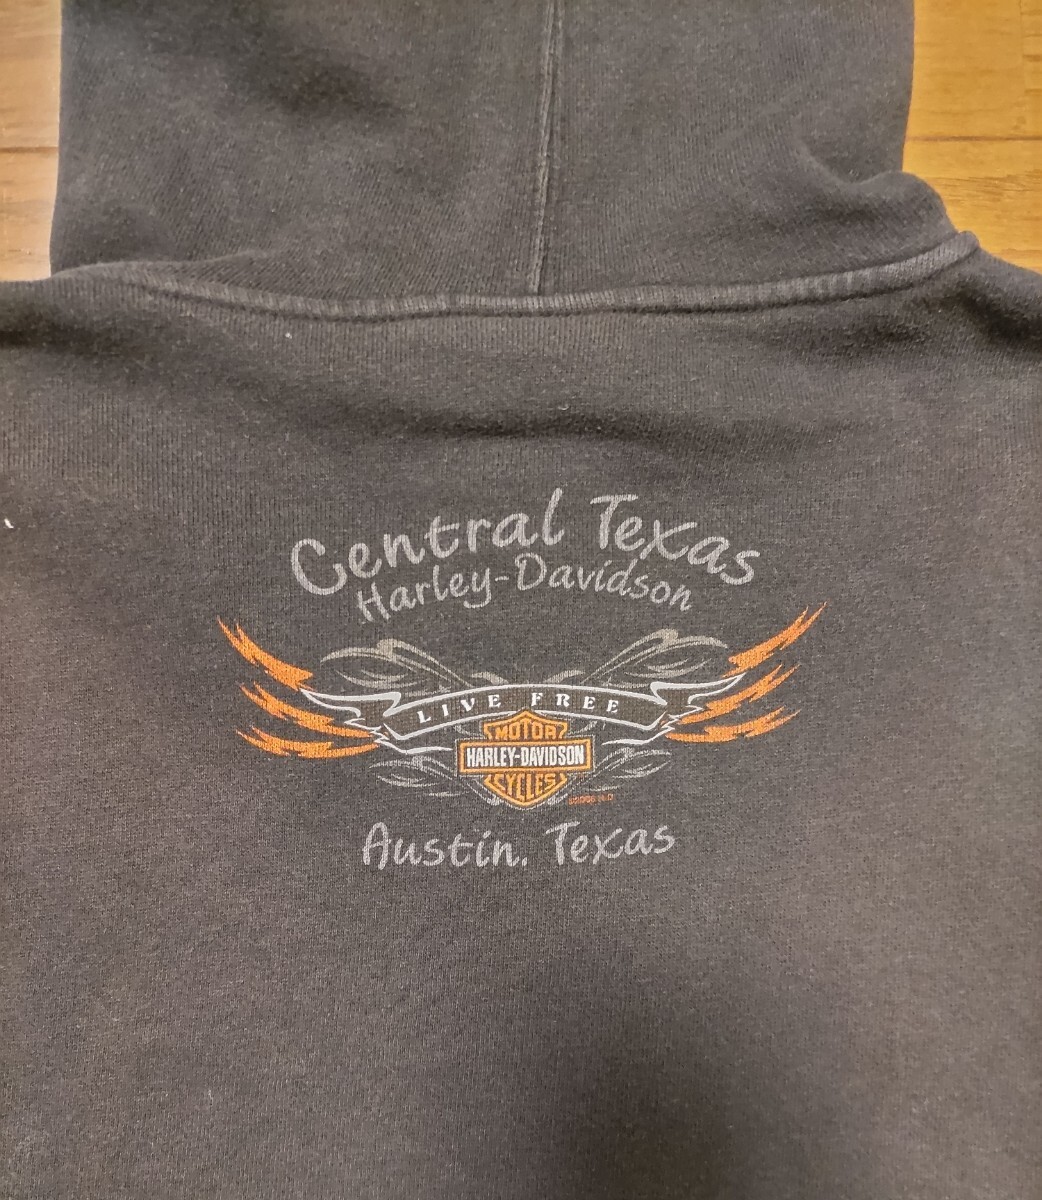 Central Texas
Harley-Davidson
LIVE FREE
MOTOR
HARLEY-DAVIDSON
CYCLES
Austin, Texas